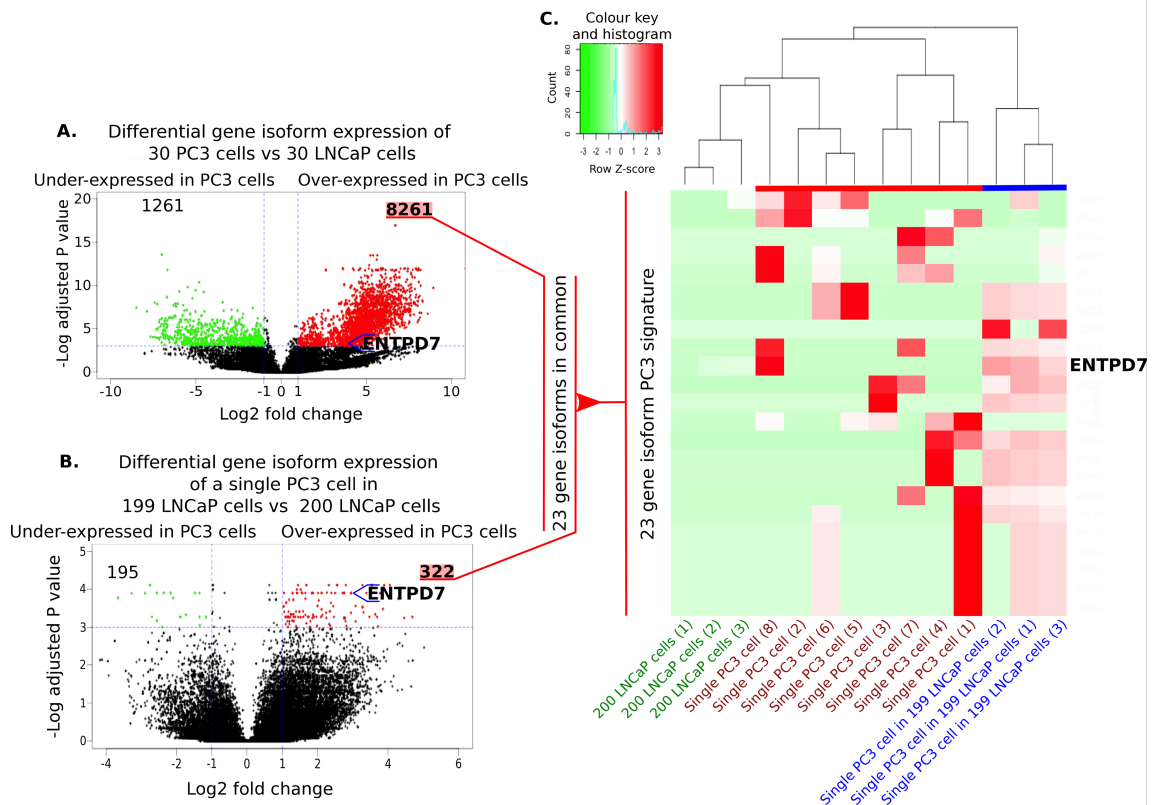 A.
Differential gene isoform expression of
30 PC3 cells vs 30 LNCaP cells
Under-expressed in PC3 cells
Over-expressed in PC3 cells
1261
8261
ENTPD7
-Log adjusted P value
20
15
10
5
0
-10
-5
-1
0
1
5
10
Log2 fold change
B.
Differential gene isoform expression
of a single PC3 cell in
199 LNCaP cells vs 200 LNCaP cells
Under-expressed in PC3 cells
Over-expressed in PC3 cells
195
322
ENTPD7
-Log adjusted P value
5
4
3
2
1
0
-4
-2
-1
0
1
2
4
6
Log2 fold change
23 gene isoforms in common
C.
Colour key
and histogram
Count
80
60
40
20
0
-3
-2
-1
0
1
2
3
Row Z-score
23 gene isoform PC3 signature
ENTPD7
200 LNCaP cells (1)
200 LNCaP cells (2)
200 LNCaP cells (3)
Single PC3 cell (8)
Single PC3 cell (2)
Single PC3 cell (6)
Single PC3 cell (5)
Single PC3 cell (3)
Single PC3 cell (7)
Single PC3 cell (4)
Single PC3 cell (1)
Single PC3 cell in 199 LNCaP cells (2)
Single PC3 cell in 199 LNCaP cells (1)
Single PC3 cell in 199 LNCaP cells (3)